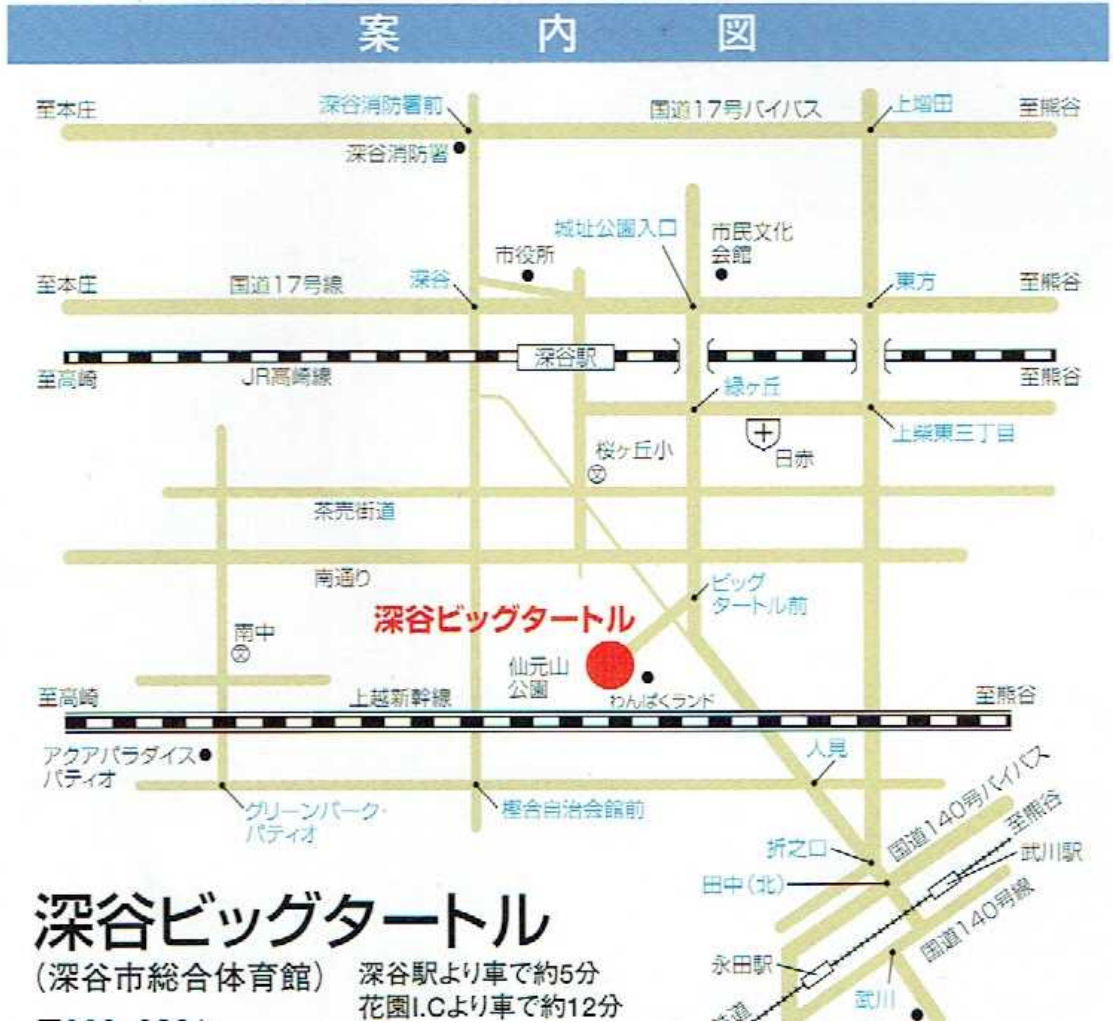 案内図
至本庄
深谷消防署前
国道17号バイパス
上増田
至熊谷
深谷消防署
城址公園入口
市民文化
会館
市役所
至本庄
国道17号線
深谷
東方
至熊谷
深谷駅
至高崎
JR高崎線
至熊谷
緑ヶ丘
上柴東三丁目
日赤
桜ヶ丘小
文
茶売街道
南通り
ビッグ
タートル前
深谷ビッグタートル
南中
文
仙元山
公園
わんぱくランド
至高崎
上越新幹線
至熊谷
アクアパラダイス
パティオ
人見
グリーンパーク・
パティオ
樫合自治会館前
国道140号バイパス
至熊谷
折之口
武川駅
田中(北)
国道140号線
永田駅
武川
深谷ビッグタートル
(深谷市総合体育館)
深谷駅より車で約5分
花園I.Cより車で約12分